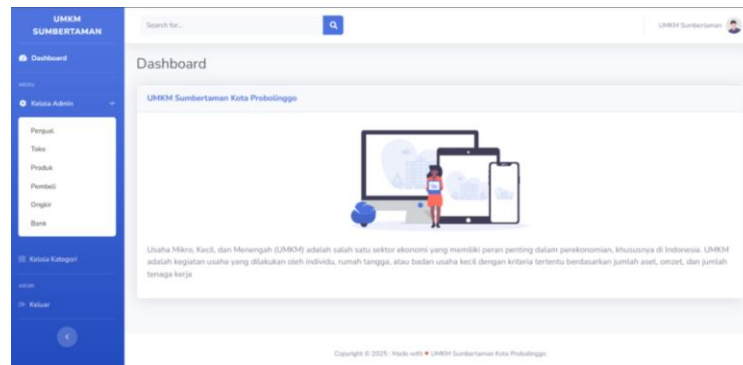 UMKM
SUMBERTAMAN
Dashboard
MENU
Kelola Admin
Penjual
Toko
Produk
Pembeli
Ongkir
Bank
Kelola Kategori
Keluar
Search for...
UMKM Sumbertaman
Dashboard
UMKM Sumbertaman Kota Probolinggo
Usaha Mikro, Kecil, dan Menengah (UMKM) adalah salah satu sektor ekonomi yang memiliki peran penting dalam perekonomian, khususnya di Indonesia. UMKM
adalah kegiatan usaha yang dilakukan oleh individu, rumah tangga, atau badan usaha kecil dengan kriteria tertentu berdasarkan jumlah aset, omzet, dan jumlah
tenaga kerja
Copyright © 2025 : Made with ♥ UMKM Sumbertaman Kota Probolinggo